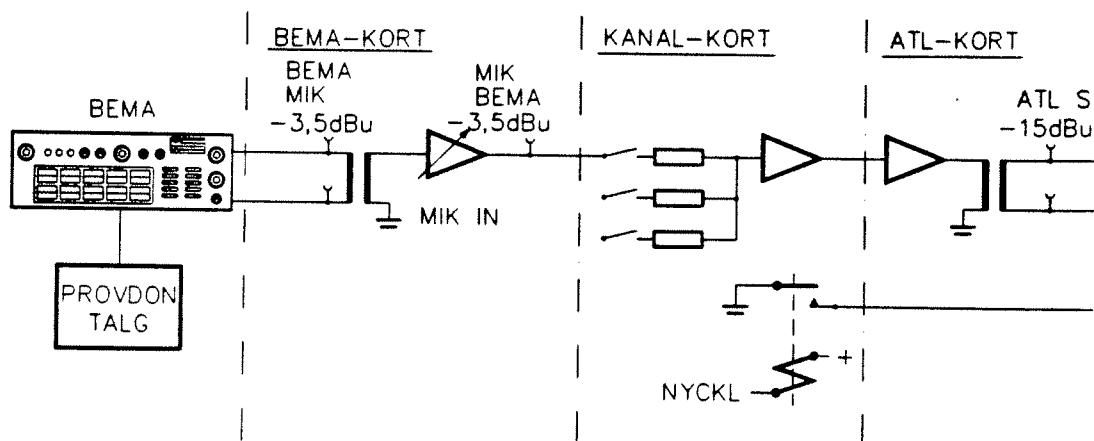 BEMA-KORT
KANAL-KORT
ATL-KORT
BEMA
MIK
-3,5dBu
MIK
BEMA
-3,5dBu
ATL S
-15dBu
BEMA
MIK IN
PROVDON
TALG
NYCKL
+